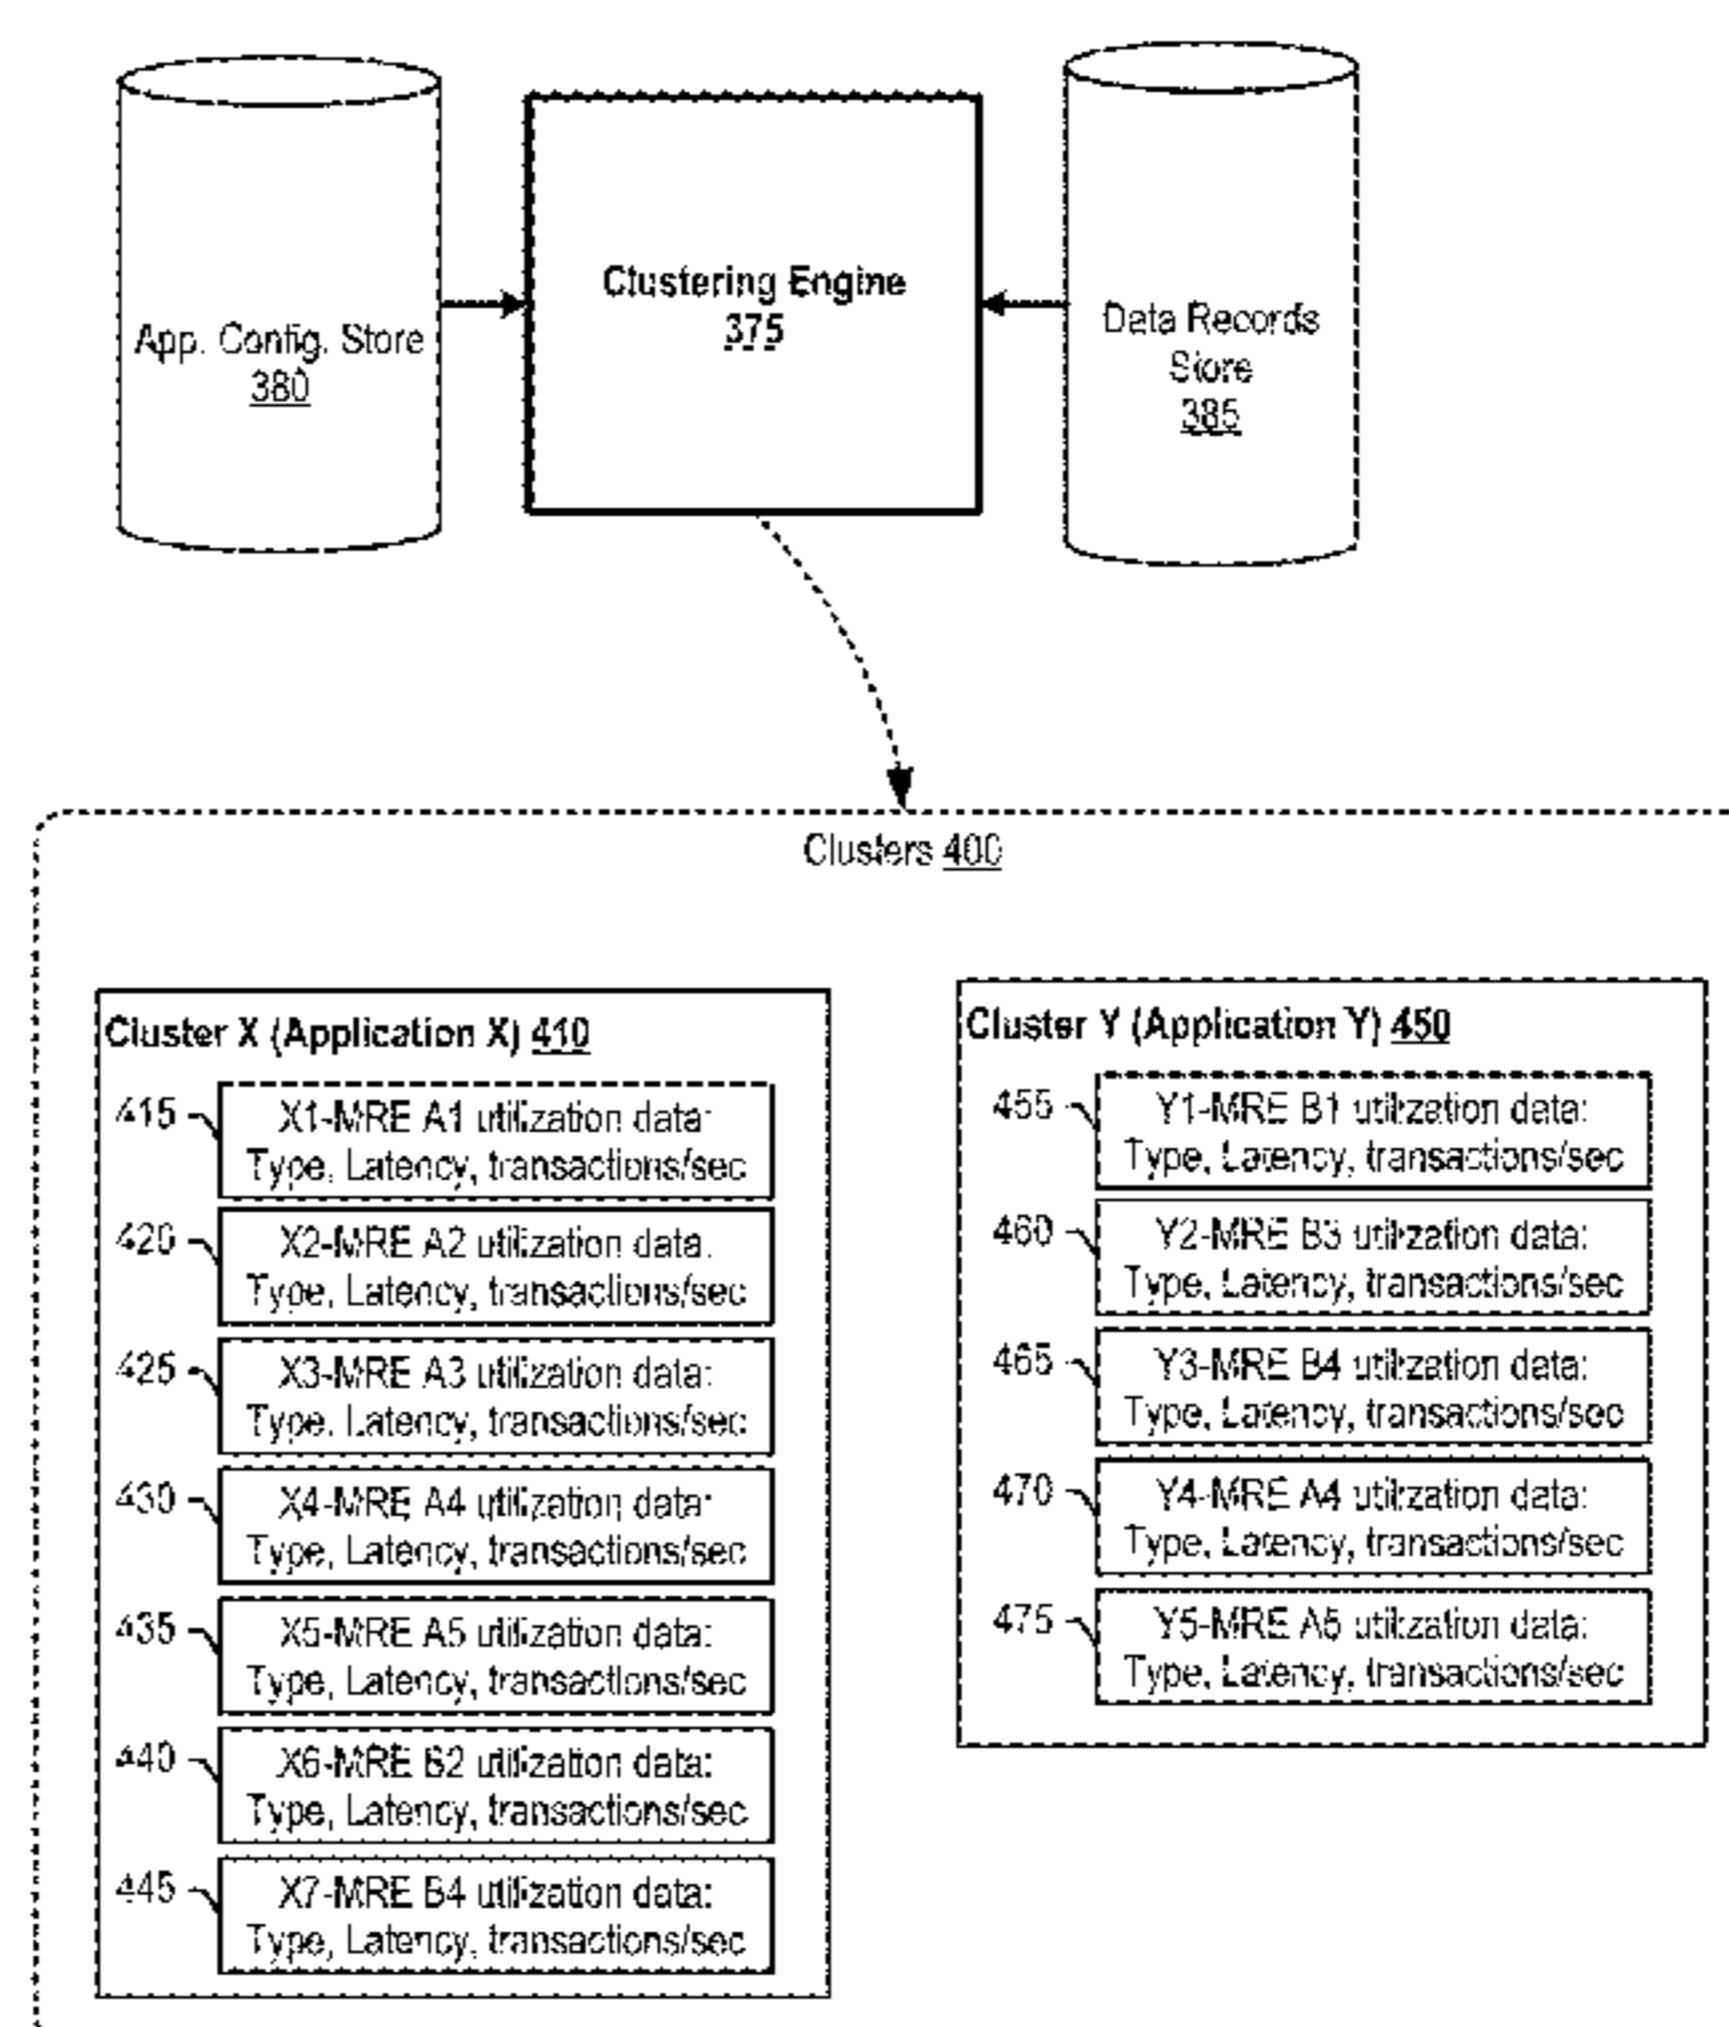 App. Config. Store
380
Clustering Engine
375
Data Records
Store
385
Clusters 400
Cluster X (Application X) 410
415
X1-MRE A1 utilization data:
Type, Latency, transactions/sec
420
X2-MRE A2 utilization data:
Type, Latency, transactions/sec
425
X3-MRE A3 utilization data:
Type, Latency, transactions/sec
430
X4-MRE A4 utilization data:
Type, Latency, transactions/sec
435
X5-MRE A5 utilization data:
Type, Latency, transactions/sec
440
X6-MRE B2 utilization data:
Type, Latency, transactions/sec
445
X7-MRE B4 utilization data:
Type, Latency, transactions/sec
Cluster Y (Application Y) 450
455
Y1-MRE B1 utilization data:
Type, Latency, transactions/sec
460
Y2-MRE B3 utilization data:
Type, Latency, transactions/sec
465
Y3-MRE B4 utilization data:
Type, Latency, transactions/sec
470
Y4-MRE A4 utilization data:
Type, Latency, transactions/sec
475
Y5-MRE A5 utilization data:
Type, Latency, transactions/sec